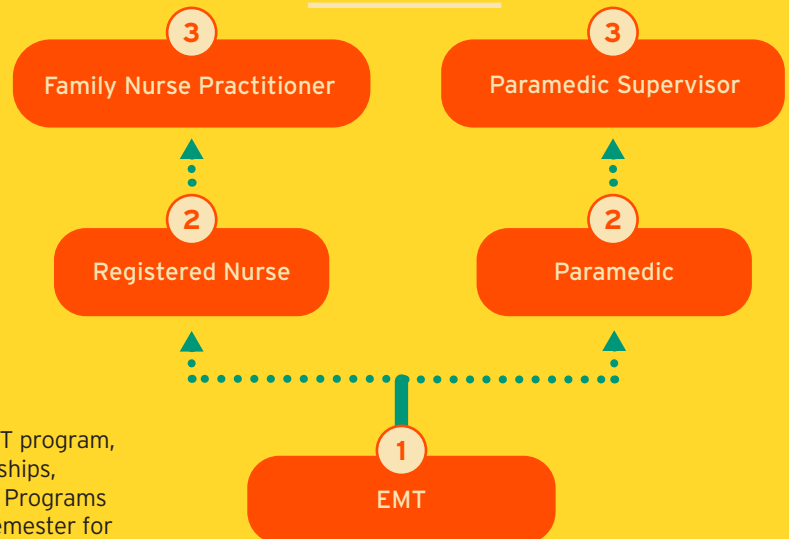 3
3
Family Nurse Practitioner
Paramedic Supervisor
2
2
Registered Nurse
Paramedic
1
EMT
T program,
ships,
Programs
emester for